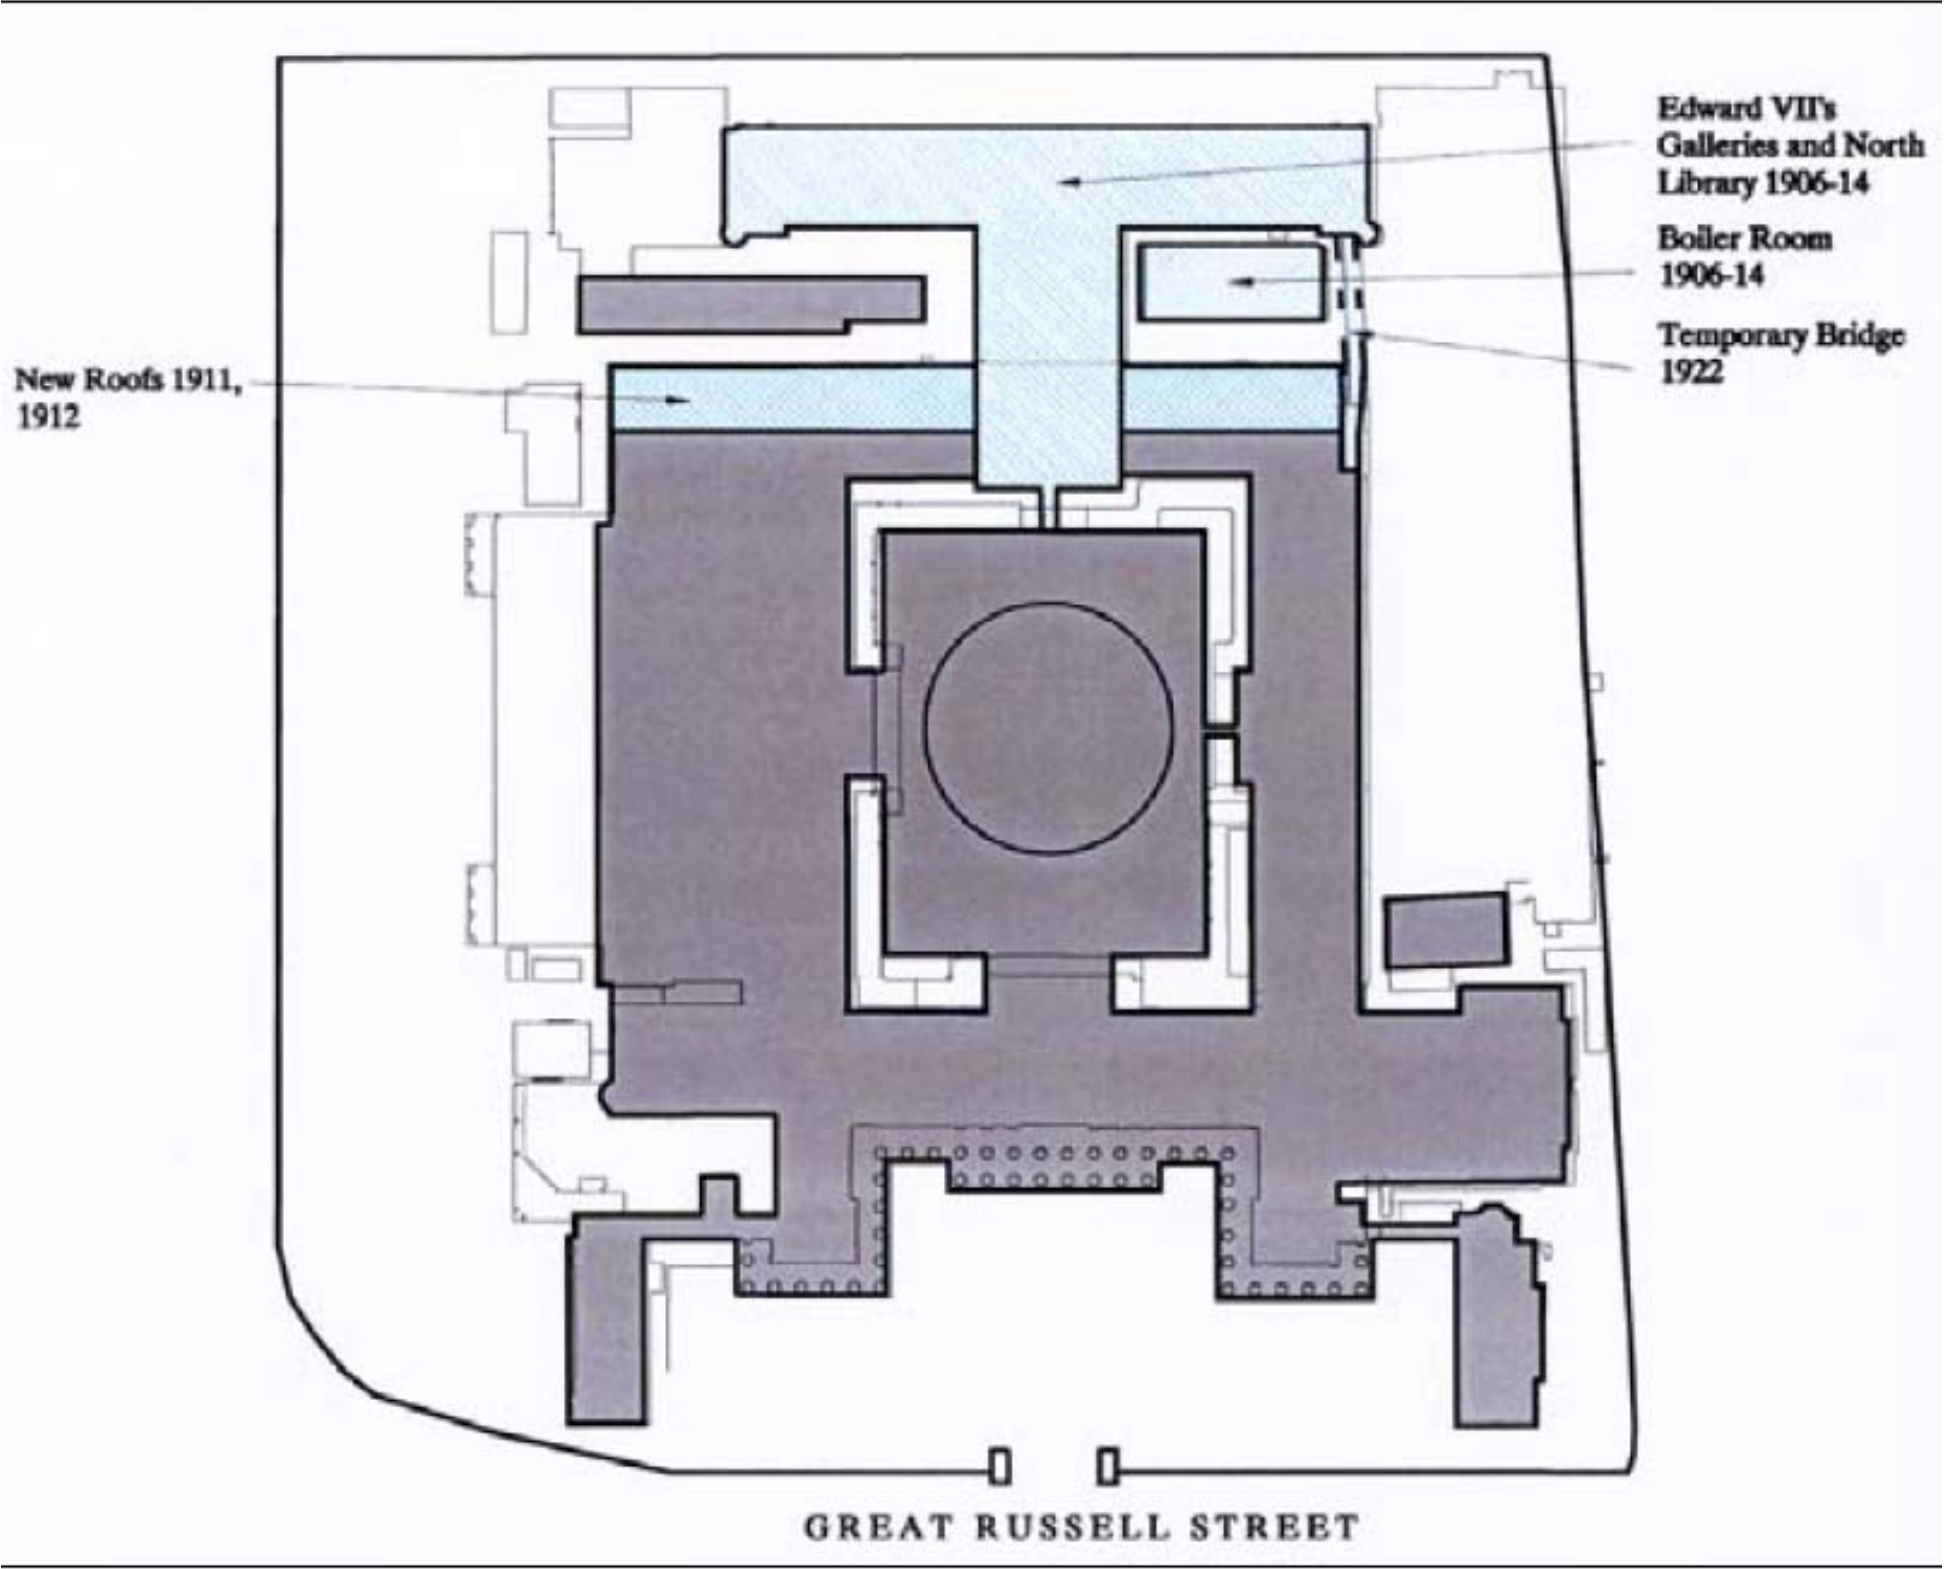 Edward VII's
Galleries and North
Library 1906-14
Boiler Room
1906-14
Temporary Bridge
1922
New Roofs 1911,
1912
GREAT RUSSELL STREET